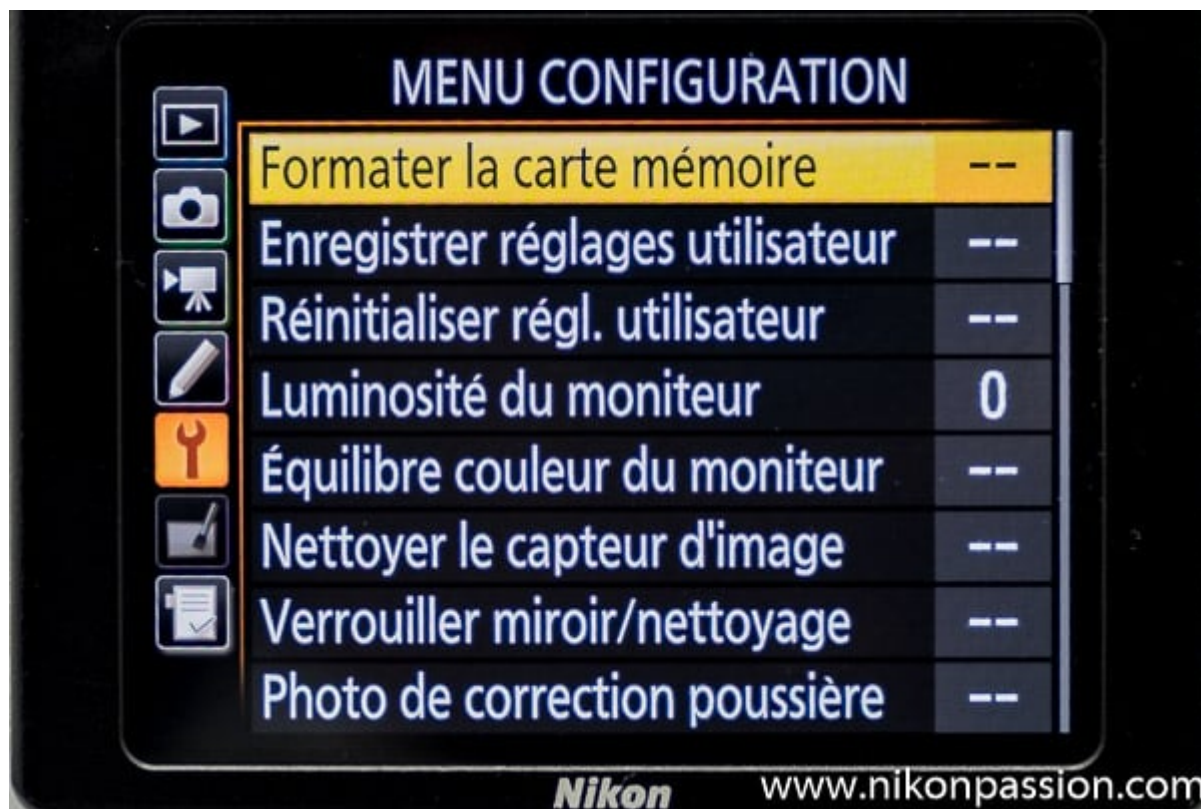 MENU CONFIGURATION
Formater la carte mémoire --
Enregistrer réglages utilisateur --
Réinitialiser régl. utilisateur --
Luminosité du moniteur 0
Équilibre couleur du moniteur --
Nettoyer le capteur d'image --
Verrouiller miroir/nettoyage --
Photo de correction poussière --
Nikon
www.nikonpassion.com